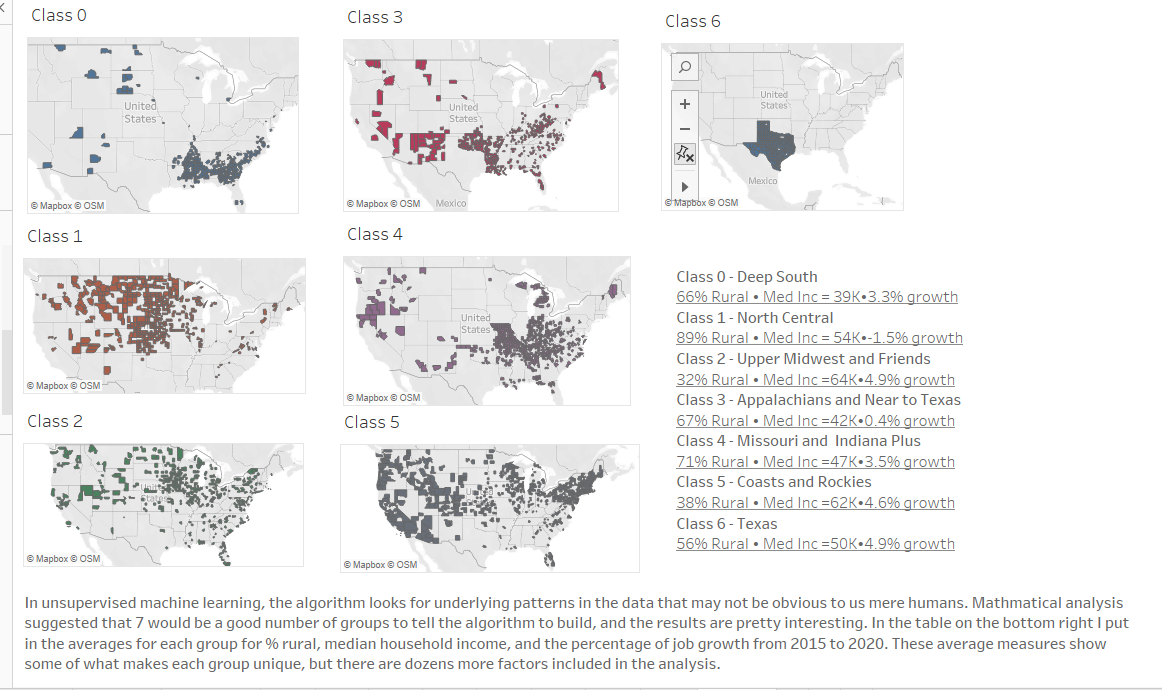 Class 0
Class 3
Class 6
United
States
© Mapbox © OSM
United
States
© Mapbox © OSM Mexico
United
States
Mexico
© Mapbox © OSM
Class 1
Class 4
© Mapbox © OSM
United
States
© Mapbox © OSM
Class 2
Class 5
© Mapbox © OSM
© Mapbox © OSM
Class 0 - Deep South
66% Rural • Med Inc = 39K•3.3% growth
Class 1 - North Central
89% Rural • Med Inc = 54K•-1.5% growth
Class 2 - Upper Midwest and Friends
32% Rural • Med Inc =64K•4.9% growth
Class 3 - Appalachians and Near to Texas
67% Rural • Med Inc =42K•0.4% growth
Class 4 - Missouri and Indiana Plus
71% Rural • Med Inc =47K•3.5% growth
Class 5 - Coasts and Rockies
38% Rural • Med Inc =62K•4.6% growth
Class 6 - Texas
56% Rural • Med Inc =50K•4.9% growth
In unsupervised machine learning, the algorithm looks for underlying patterns in the data that may not be obvious to us mere humans. Mathmatical analysis
suggested that 7 would be a good number of groups to tell the algorithm to build, and the results are pretty interesting. In the table on the bottom right I put
in the averages for each group for % rural, median household income, and the percentage of job growth from 2015 to 2020. These average measures show
some of what makes each group unique, but there are dozens more factors included in the analysis.